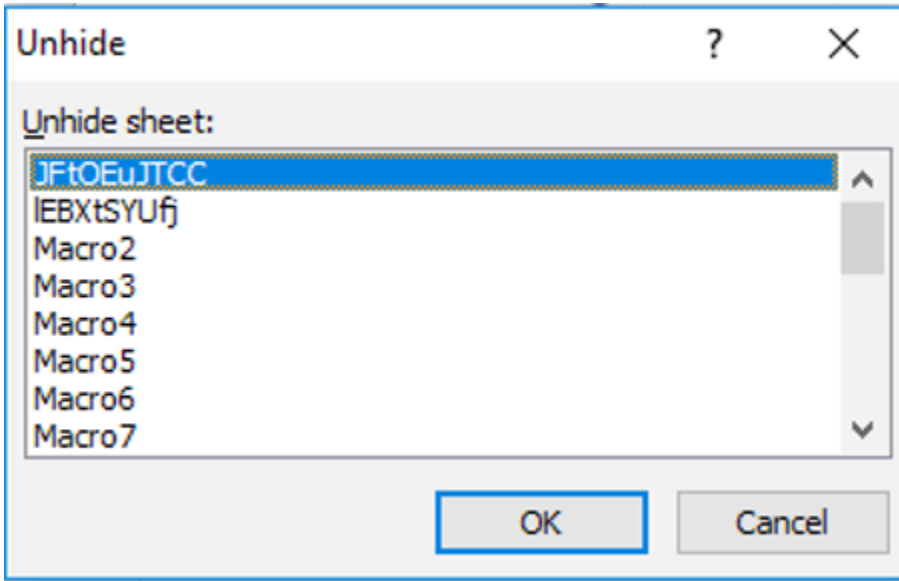 Unhide
?
Unhide sheet:
JFtOEuJTCC
lEBXtSYUfj
Macro2
Macro3
Macro4
Macro5
Macro6
Macro7
OK
Cancel